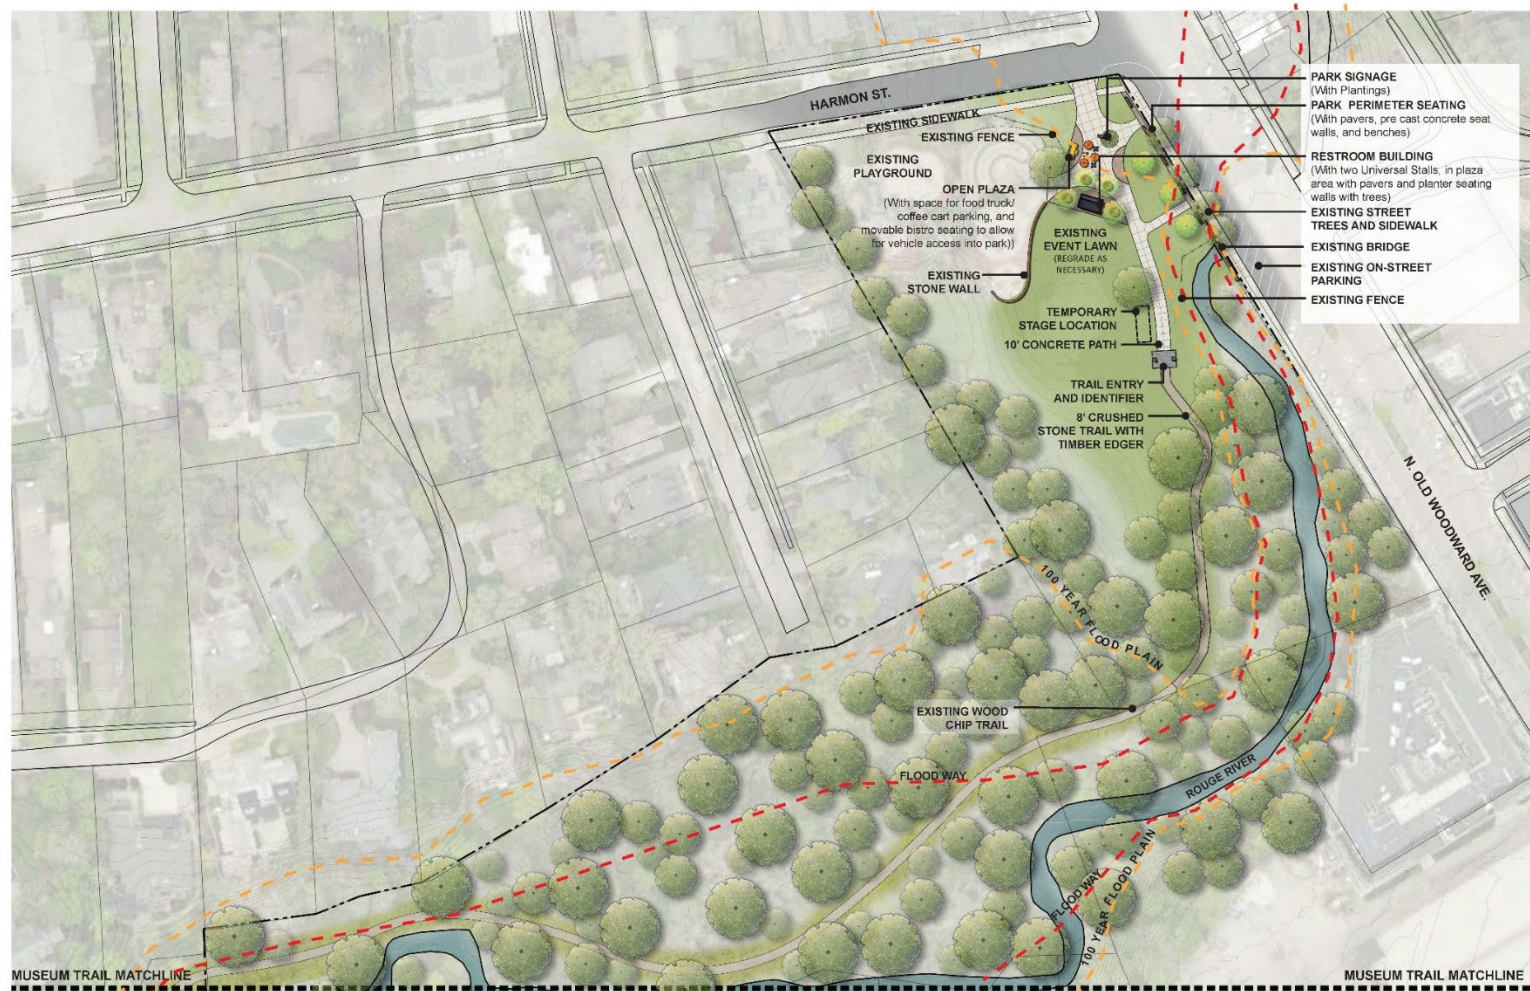 HARMON ST.
EXISTING SIDEWALK
EXISTING FENCE
EXISTING
PLAYGROUND
OPEN PLAZA
(With space for food truck/
coffee cart parking, and
movable bistro seating to allow
for vehicle access into park))
EXISTING
EVENT LAWN
(REGRADE AS
NECESSARY)
EXISTING
STONE WALL
TEMPORARY
STAGE LOCATION
10' CONCRETE PATH
TRAIL ENTRY
AND IDENTIFIER
8' CRUSHED
STONE TRAIL WITH
TIMBER EDGER
PARK SIGNAGE
(With Plantings)
PARK PERIMETER SEATING
(With pavers, pre cast concrete seat
walls, and benches)
RESTROOM BUILDING
(With two Universal Stalls, in plaza
area with pavers and planter seating
walls with trees)
EXISTING STREET
TREES AND SIDEWALK
EXISTING BRIDGE
EXISTING ON-STREET
PARKING
EXISTING FENCE
N. OLD WOODWARD AVE.
100 YEAR FLOOD PLAIN
EXISTING WOOD
CHIP TRAIL
FLOOD WAY
ROUGE RIVER
FLOOD WAY
100 YEAR FLOOD PLAIN
MUSEUM TRAIL MATCHLINE
MUSEUM TRAIL MATCHLINE